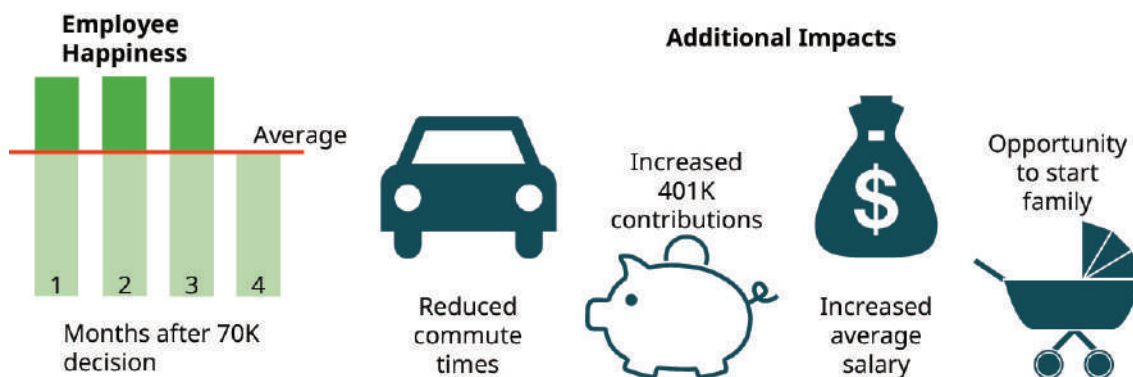 Employee
Happiness
Average
1 2 3 4
Months after 70K
decision
Additional Impacts
Reduced
commute
times
Increased
401K
contributions
$
Increased
average
salary
Opportunity
to start
family